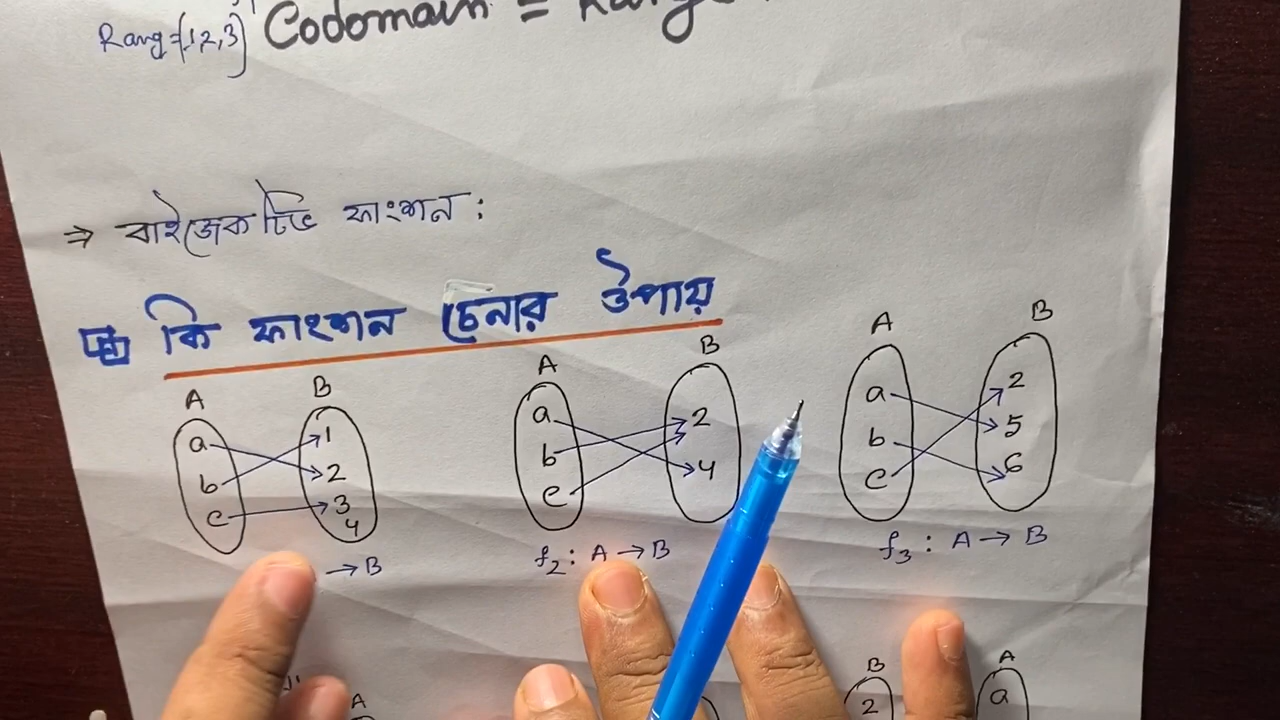 Rang={1,2,3} Codomain =
⇒ বাইজেকটিভ ফাংশন :
কি ফাংশন চেনার উপায়
A B
a 1
b 2
c 3
4
→ B
A B
a 2
b 4
c
f₂ : A → B
A B
a 2
b 5
c 6
f₃ : A → B
A
B
2
A
a